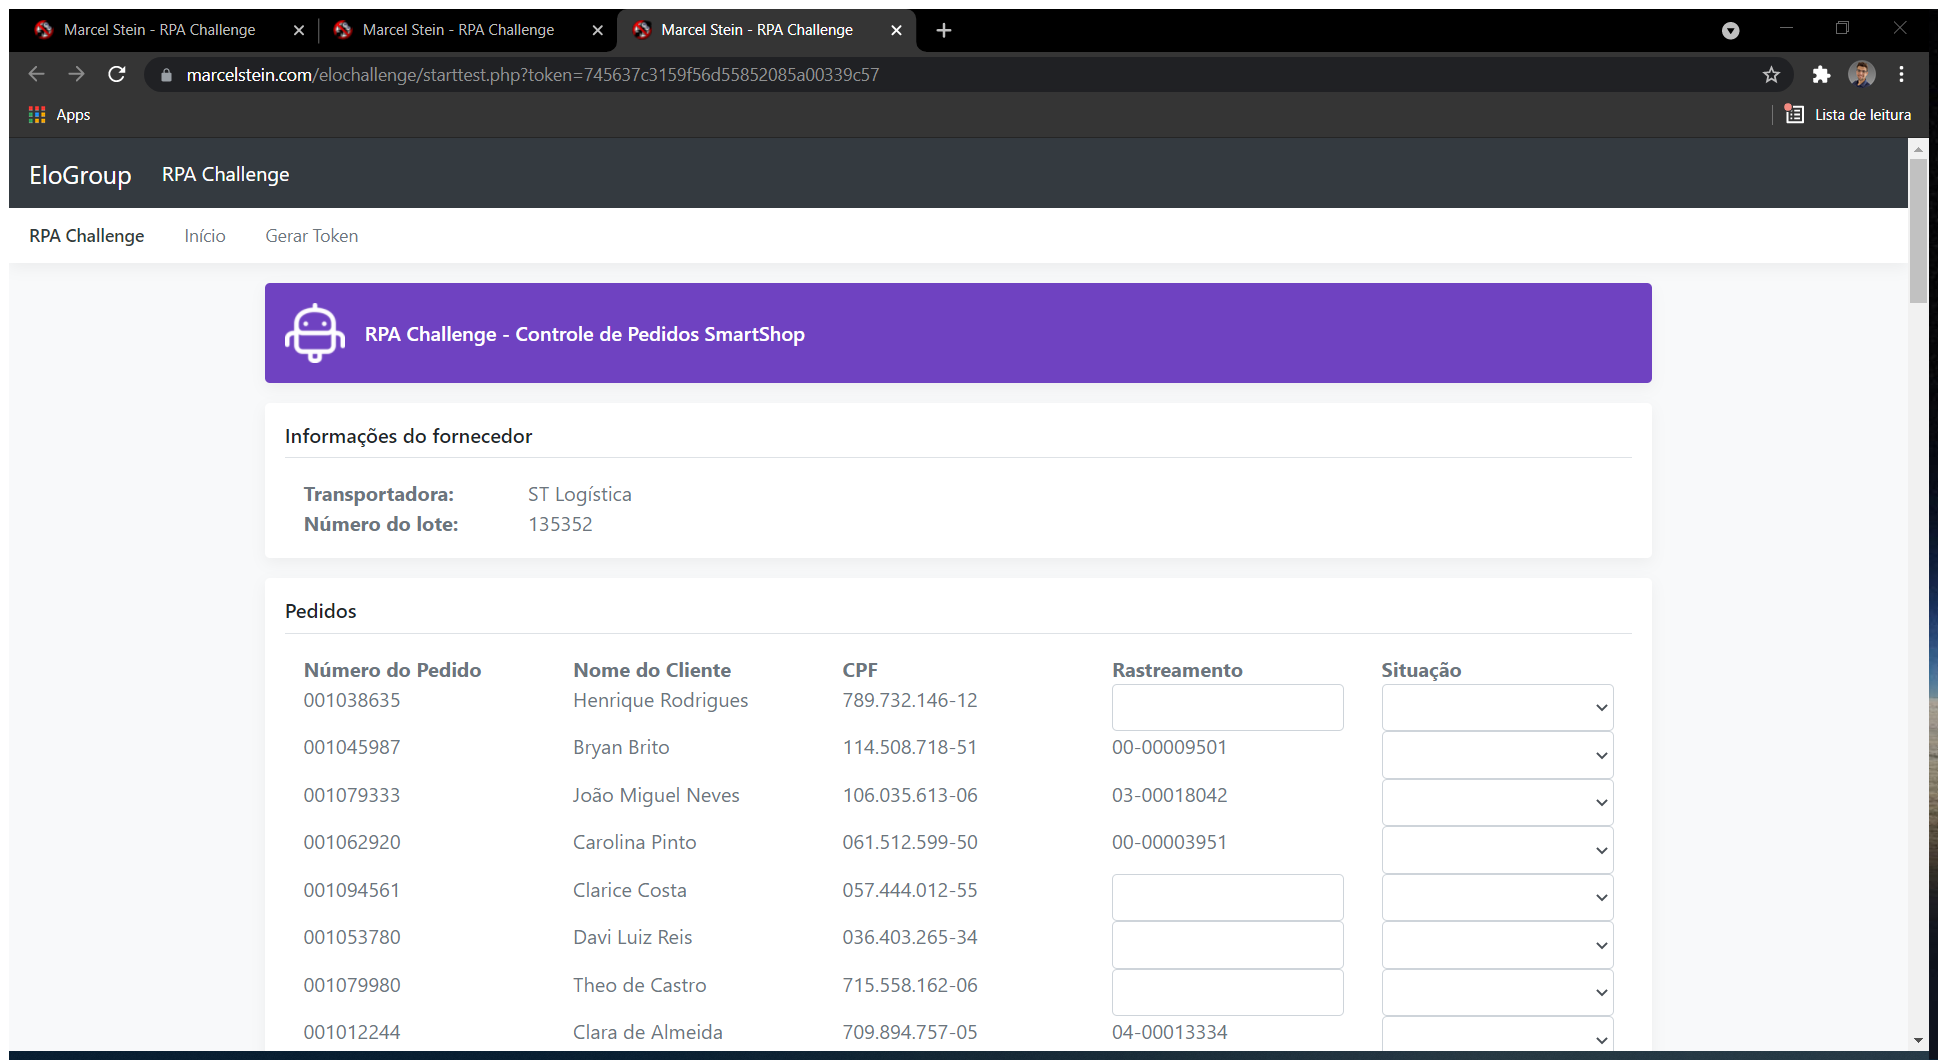 Marcel Stein - RPA Challenge
Marcel Stein - RPA Challenge
Marcel Stein - RPA Challenge
marcelstein.com/elochallenge/starttest.php?token=745637c3159f56d55852085a00339c57
Apps
Lista de leitura
EloGroup RPA Challenge
RPA Challenge Início Gerar Token
RPA Challenge - Controle de Pedidos SmartShop
Informações do fornecedor
Transportadora: ST Logística
Número do lote: 135352
Pedidos
Número do Pedido Nome do Cliente CPF Rastreamento Situação
001038635 Henrique Rodrigues 789.732.146-12
001045987 Bryan Brito 114.508.718-51 00-00009501
001079333 João Miguel Neves 106.035.613-06 03-00018042
001062920 Carolina Pinto 061.512.599-50 00-00003951
001094561 Clarice Costa 057.444.012-55
001053780 Davi Luiz Reis 036.403.265-34
001079980 Theo de Castro 715.558.162-06
001012244 Clara de Almeida 709.894.757-05 04-00013334